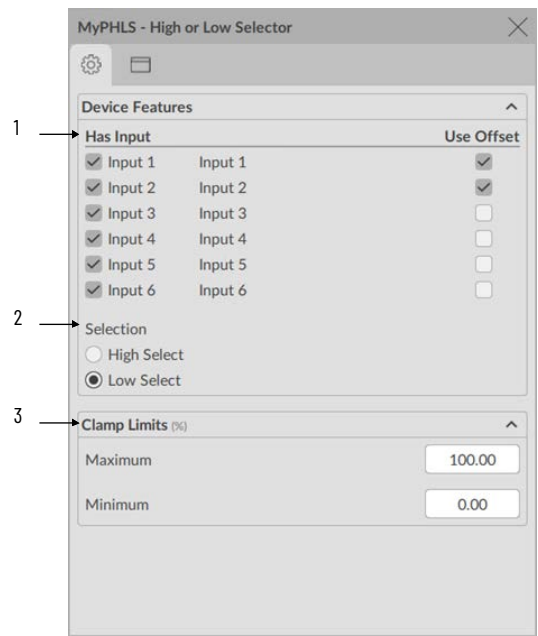 MyPHLS - High or Low Selector
Device Features
1
Has Input Use Offset
Input 1 Input 1
Input 2 Input 2
Input 3 Input 3
Input 4 Input 4
Input 5 Input 5
Input 6 Input 6
2
Selection
High Select
Low Select
3
Clamp Limits (%)
Maximum 100.00
Minimum 0.00